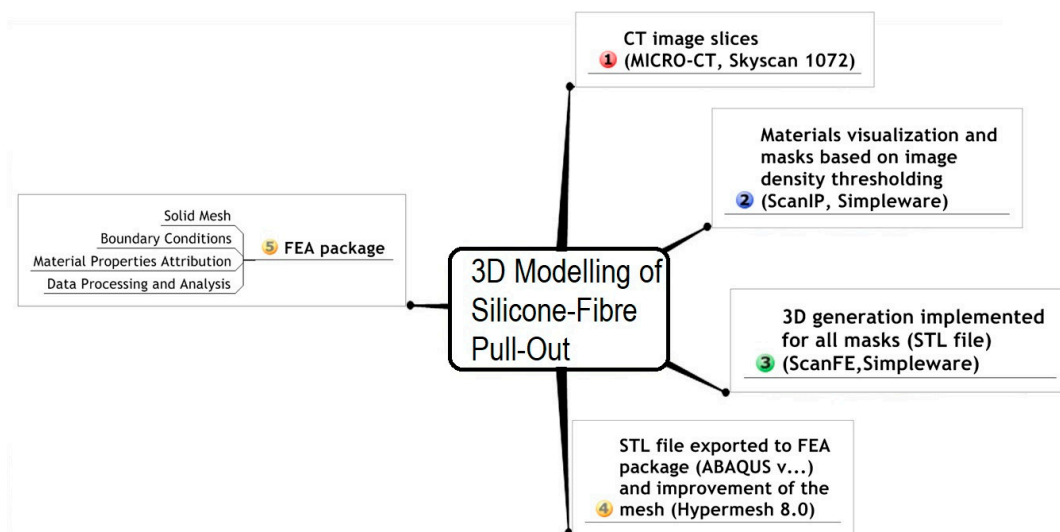 CT image slices
1 (MICRO-CT, Skyscan 1072)
Materials visualization and
masks based on image
density thresholding
2 (ScanIP, Simpleware)
3D generation implemented
for all masks (STL file)
3 (ScanFE,Simpleware)
STL file exported to FEA
package (ABAQUS v...)
and improvement of the
4 mesh (Hypermesh 8.0)
5 FEA package
Solid Mesh
Boundary Conditions
Material Properties Attribution
Data Processing and Analysis
3D Modelling of
Silicone-Fibre
Pull-Out